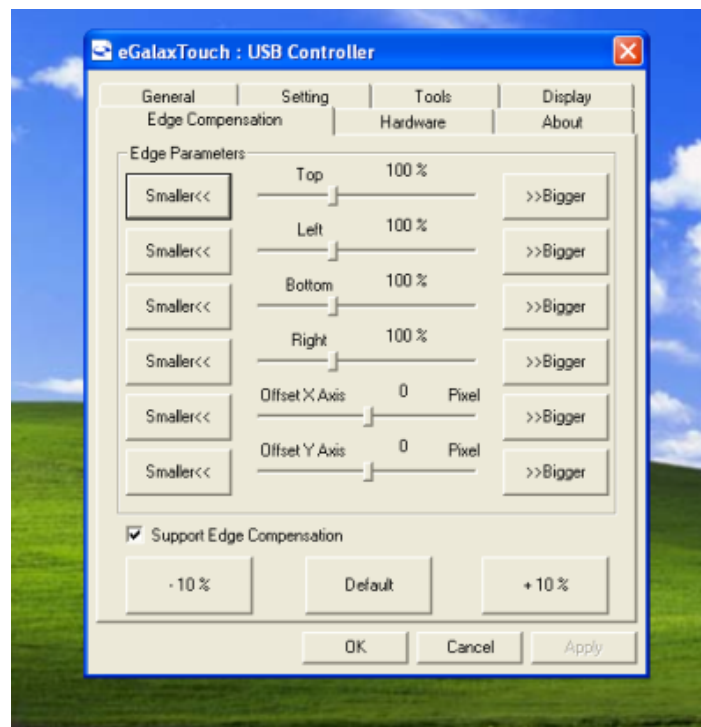 eGalaxTouch : USB Controller
General Setting Tools Display
Edge Compensation Hardware About
Edge Parameters
Top 100 %
Smaller<< >>Bigger
Left 100 %
Smaller<< >>Bigger
Bottom 100 %
Smaller<< >>Bigger
Right 100 %
Smaller<< >>Bigger
Offset X Axis 0 Pixel
Smaller<< >>Bigger
Offset Y Axis 0 Pixel
Smaller<< >>Bigger
Support Edge Compensation
- 10 % Default + 10 %
OK Cancel Apply